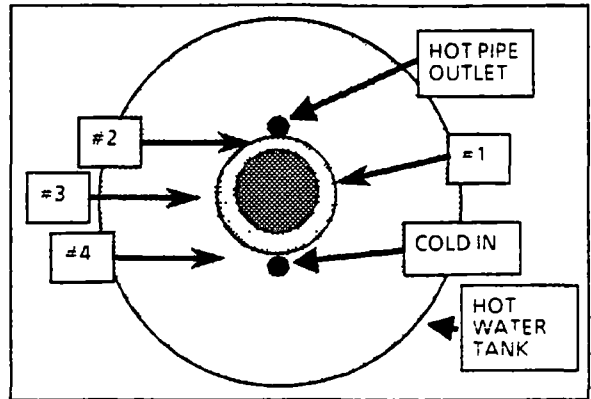 HOT PIPE
OUTLET
#2
#1
#3
#4
COLD IN
HOT
WATER
TANK